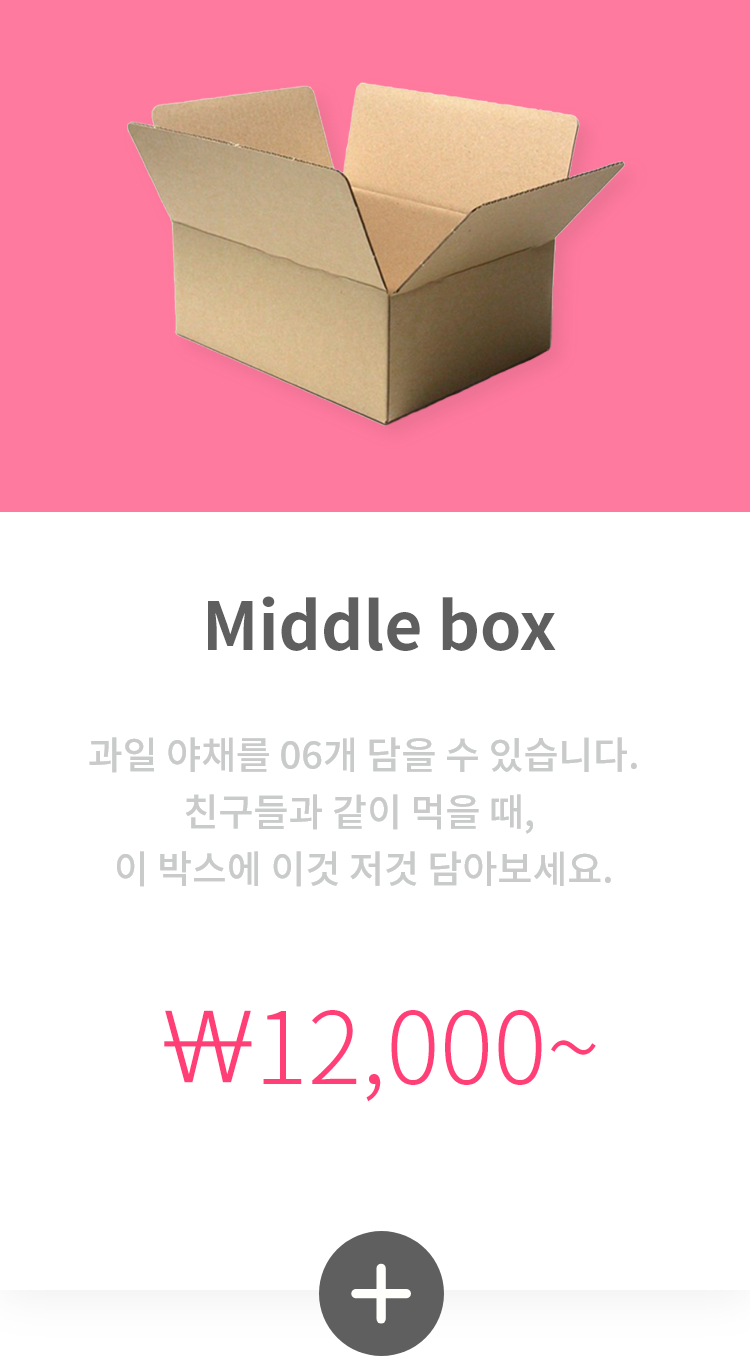 Middle box
과일 야채를 06개 담을 수 있습니다.
친구들과 같이 먹을 때,
이 박스에 이것 저것 담아보세요.
₩12,000~